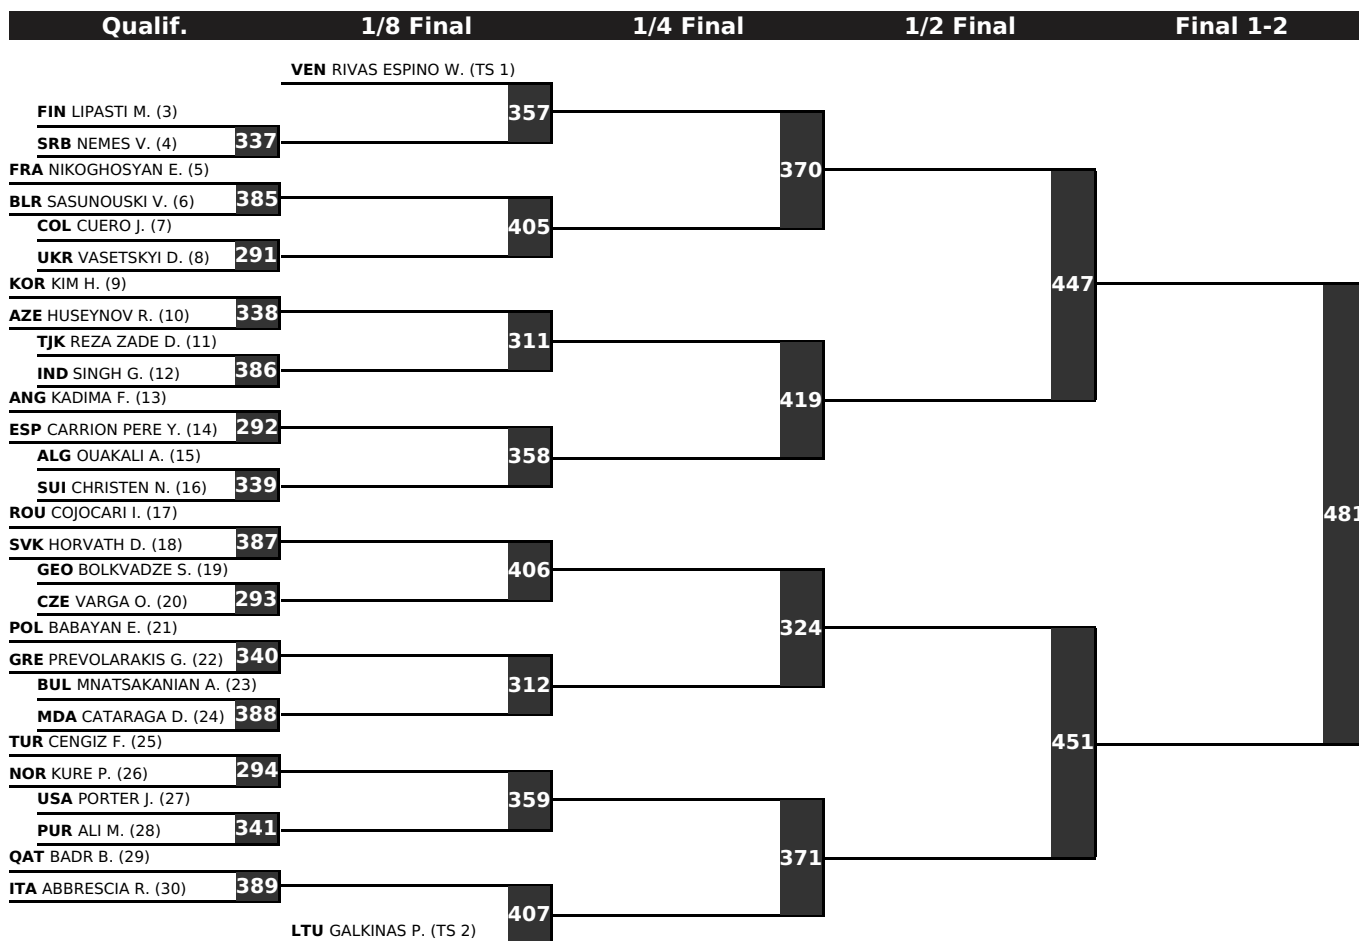 Qualif. 1/8 Final 1/4 Final 1/2 Final Final 1-2
VEN RIVAS ESPINO W. (TS 1)
357
FIN LIPASTI M. (3)
SRB NEMES V. (4)
337
370
FRA NIKOGHOSYAN E. (5)
BLR SASUNOUSKI V. (6)
385
COL CUERO J. (7)
405
UKR VASETSKYI D. (8)
291
447
KOR KIM H. (9)
AZE HUSEYNOV R. (10)
338
TJK REZA ZADE D. (11)
311
IND SINGH G. (12)
386
419
ANG KADIMA F. (13)
ESP CARRION PERE Y. (14)
292
ALG OUAKALI A. (15)
358
SUI CHRISTEN N. (16)
339
481
ROU COJOCARI I. (17)
SVK HORVATH D. (18)
387
GEO BOLKVADZE S. (19)
406
CZE VARGA O. (20)
293
324
POL BABAYAN E. (21)
GRE PREVOLARAKIS G. (22)
340
BUL MNATSAKANIAN A. (23)
312
MDA CATARAGA D. (24)
388
451
TUR CENGIZ F. (25)
NOR KURE P. (26)
294
USA PORTER J. (27)
359
PUR ALI M. (28)
341
371
QAT BADR B. (29)
ITA ABBRESCIA R. (30)
389
407
LTU GALKINAS P. (TS 2)